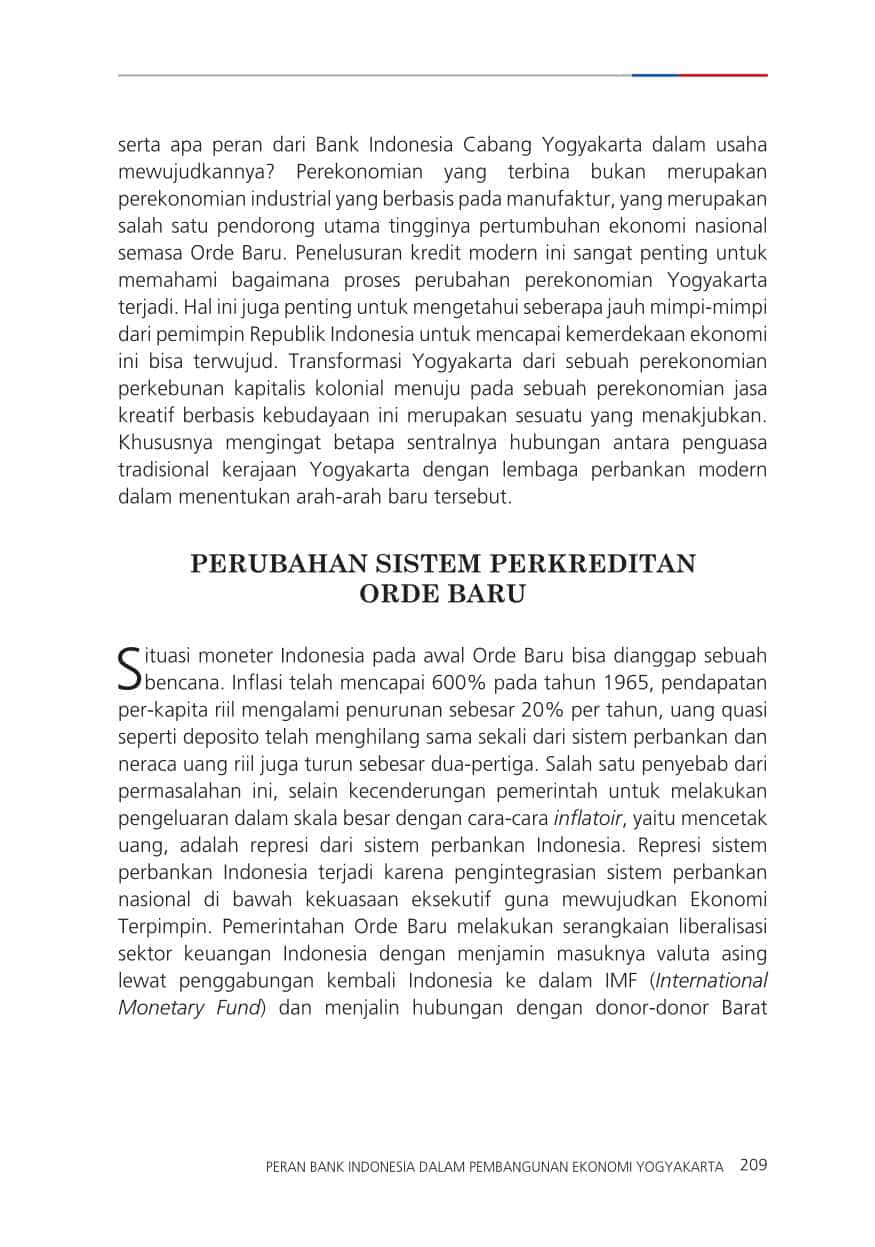 serta apa peran dari Bank Indonesia Cabang Yogyakarta dalam usaha
mewujudkannya? Perekonomian yang terbina bukan merupakan
perekonomian industrial yang berbasis pada manufaktur, yang merupakan
salah satu pendorong utama tingginya pertumbuhan ekonomi nasional
semasa Orde Baru. Penelusuran kredit modern ini sangat penting untuk
memahami bagaimana proses perubahan perekonomian Yogyakarta
terjadi. Hal ini juga penting untuk mengetahui seberapa jauh mimpi-mimpi
dari pemimpin Republik Indonesia untuk mencapai kemerdekaan ekonomi
ini bisa terwujud. Transformasi Yogyakarta dari sebuah perekonomian
perkebunan kapitalis kolonial menuju pada sebuah perekonomian jasa
kreatif berbasis kebudayaan ini merupakan sesuatu yang menakjubkan.
Khususnya mengingat betapa sentralnya hubungan antara penguasa
tradisional kerajaan Yogyakarta dengan lembaga perbankan modern
dalam menentukan arah-arah baru tersebut.
PERUBAHAN SISTEM PERKREDITAN
ORDE BARU
Situasi moneter Indonesia pada awal Orde Baru bisa dianggap sebuah
bencana. Inflasi telah mencapai 600% pada tahun 1965, pendapatan
per-kapita riil mengalami penurunan sebesar 20% per tahun, uang quasi
seperti deposito telah menghilang sama sekali dari sistem perbankan dan
neraca uang riil juga turun sebesar dua-pertiga. Salah satu penyebab dari
permasalahan ini, selain kecenderungan pemerintah untuk melakukan
pengeluaran dalam skala besar dengan cara-cara inflatoir, yaitu mencetak
uang, adalah represi dari sistem perbankan Indonesia. Represi sistem
perbankan Indonesia terjadi karena pengintegrasian sistem perbankan
nasional di bawah kekuasaan eksekutif guna mewujudkan Ekonomi
Terpimpin. Pemerintahan Orde Baru melakukan serangkaian liberalisasi
sektor keuangan Indonesia dengan menjamin masuknya valuta asing
lewat penggabungan kembali Indonesia ke dalam IMF (International
Monetary Fund) dan menjalin hubungan dengan donor-donor Barat
PERAN BANK INDONESIA DALAM PEMBANGUNAN EKONOMI YOGYAKARTA 209